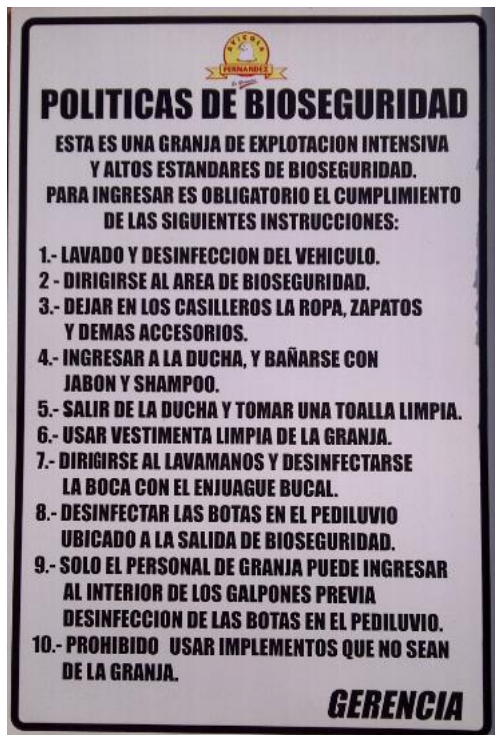 AVICOLA
FERNANDEZ
POLITICAS DE BIOSEGURIDAD
ESTA ES UNA GRANJA DE EXPLOTACION INTENSIVA
Y ALTOS ESTANDARES DE BIOSEGURIDAD.
PARA INGRESAR ES OBLIGATORIO EL CUMPLIMIENTO
DE LAS SIGUIENTES INSTRUCCIONES:
1.- LAVADO Y DESINFECCION DEL VEHICULO.
2 - DIRIGIRSE AL AREA DE BIOSEGURIDAD.
3.- DEJAR EN LOS CASILLEROS LA ROPA, ZAPATOS
Y DEMAS ACCESORIOS.
4.- INGRESAR A LA DUCHA, Y BAÑARSE CON
JABON Y SHAMPOO.
5.- SALIR DE LA DUCHA Y TOMAR UNA TOALLA LIMPIA.
6.- USAR VESTIMENTA LIMPIA DE LA GRANJA.
7.- DIRIGIRSE AL LAVAMANOS Y DESINFECTARSE
LA BOCA CON EL ENJUAGUE BUCAL.
8.- DESINFECTAR LAS BOTAS EN EL PEDILUVIO
UBICADO A LA SALIDA DE BIOSEGURIDAD.
9.- SOLO EL PERSONAL DE GRANJA PUEDE INGRESAR
AL INTERIOR DE LOS GALPONES PREVIA
DESINFECCION DE LAS BOTAS EN EL PEDILUVIO.
10.- PROHIBIDO USAR IMPLEMENTOS QUE NO SEAN
DE LA GRANJA.
GERENCIA